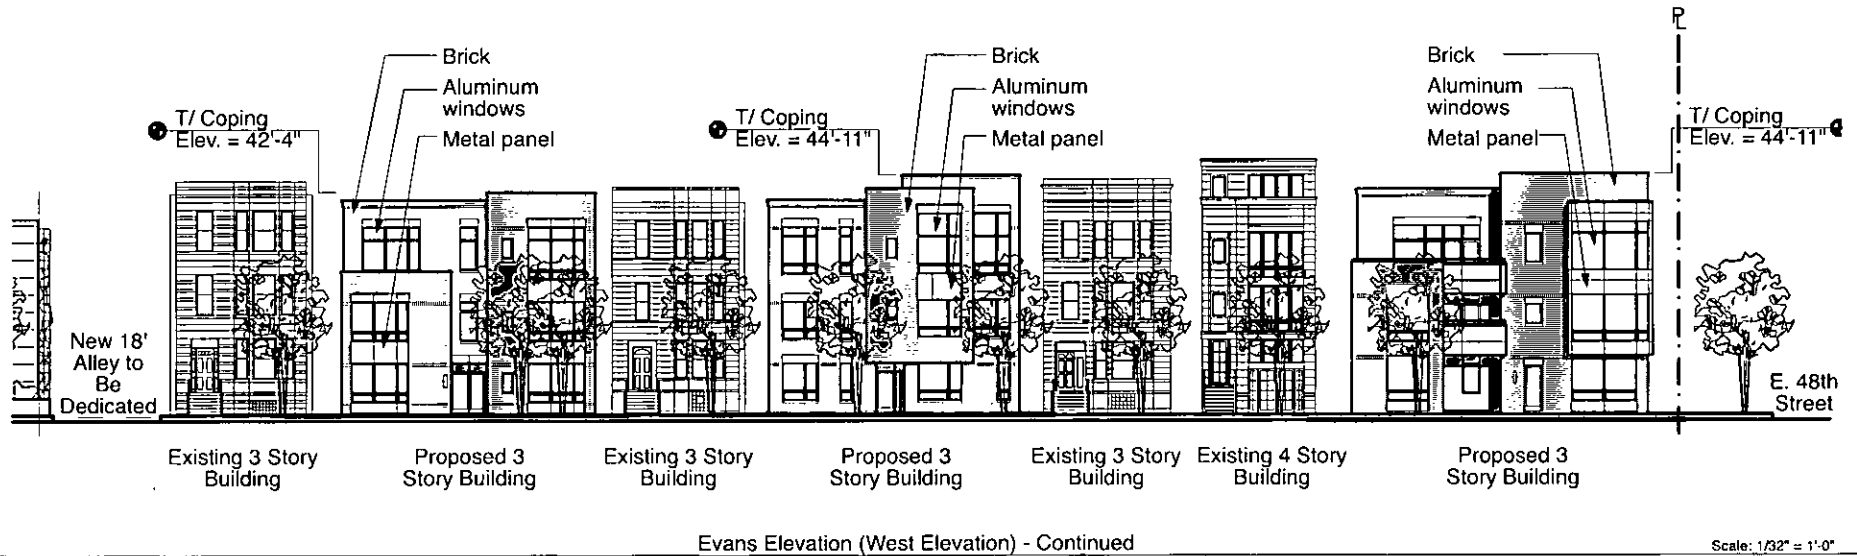 PL
Brick
Aluminum
windows
Metal panel
T/ Coping
Elev. = 42'-4"
Brick
Aluminum
windows
Metal panel
T/ Coping
Elev. = 44'-11"
Brick
Aluminum
windows
Metal panel
T/ Coping
Elev. = 44'-11"
New 18'
Alley to
Be
Dedicated
E. 48th
Street
Existing 3 Story
Building
Proposed 3
Story Building
Existing 3 Story
Building
Proposed 3
Story Building
Existing 3 Story
Building
Existing 4 Story
Building
Proposed 3
Story Building
Evans Elevation (West Elevation) - Continued
Scale: 1/32" = 1'-0"